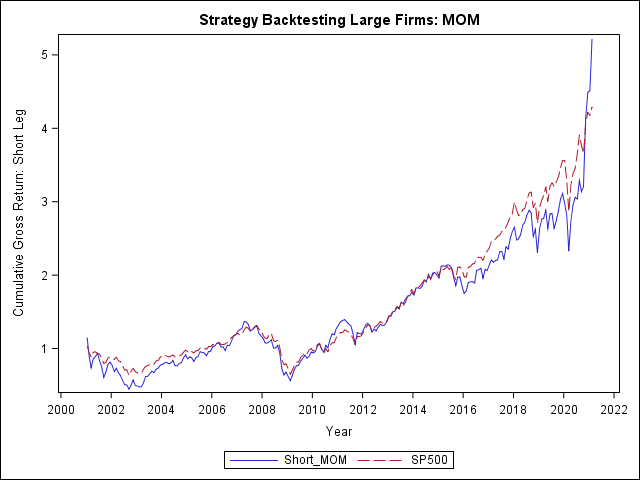 Strategy Backtesting Large Firms: MOM
Cumulative Gross Return: Short Leg
5
4
3
2
1
2000 2002 2004 2006 2008 2010 2012 2014 2016 2018 2020 2022
Year
Short_MOM SP500